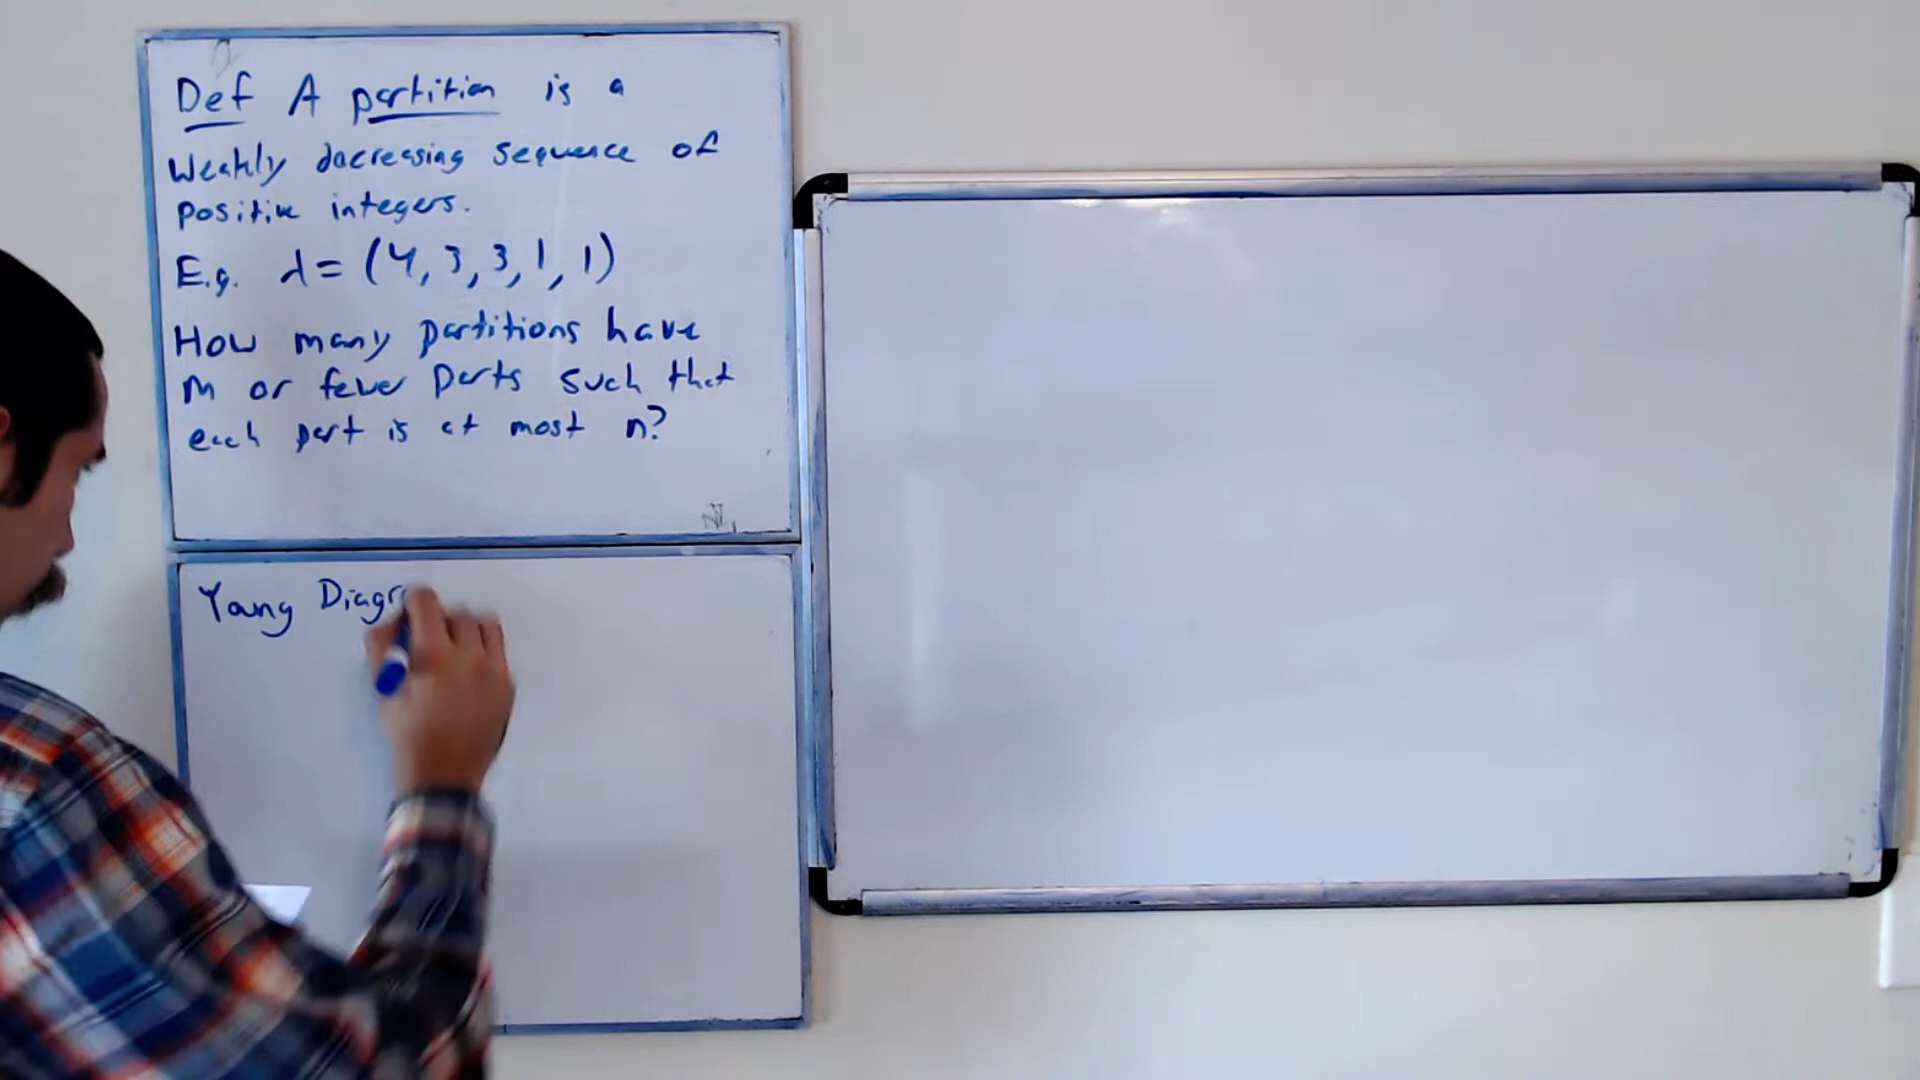 Def A partition is a
Weakly decreasing sequence of
positive integers.
E.g. λ = (4, 3, 3, 1, 1)
How many partitions have
m or fewer parts such that
each part is at most n?
Young Diagr